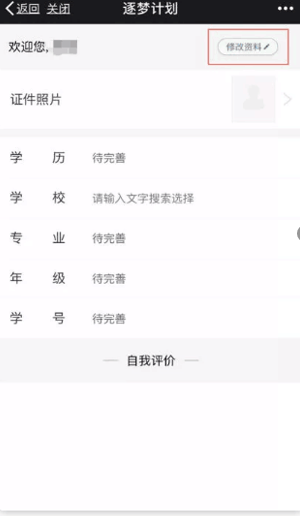 返回 关闭 逐梦计划
欢迎您, 修改资料
证件照片
学 历 待完善
学 校 请输入文字搜索选择
专 业 待完善
年 级 待完善
学 号 待完善
自我评价